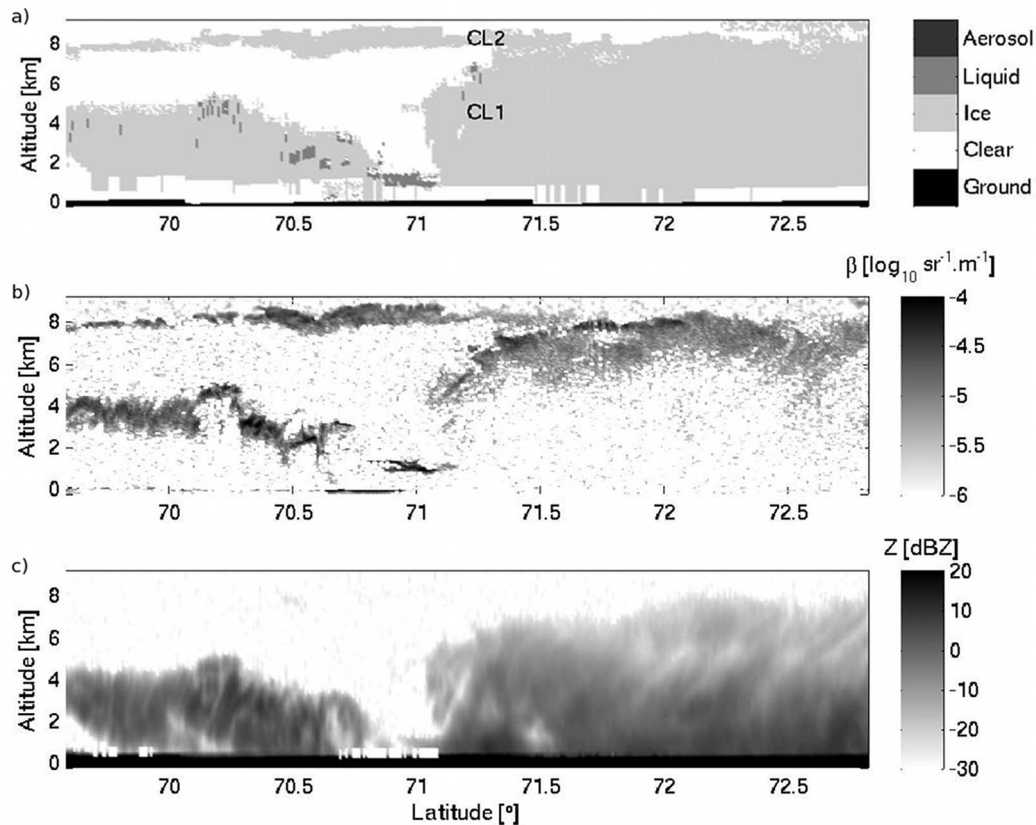 a)
Altitude [km]
8
6
4
2
0
CL2
CL1
70
70.5
71
71.5
72
72.5
Aerosol
Liquid
Ice
Clear
Ground
b)
Altitude [km]
8
6
4
2
0
70
70.5
71
71.5
72
72.5
β [log10 sr-1.m-1]
-4
-4.5
-5
-5.5
-6
c)
Altitude [km]
8
6
4
2
0
70
70.5
71
71.5
72
72.5
Latitude [º]
Z [dBZ]
20
10
0
-10
-20
-30